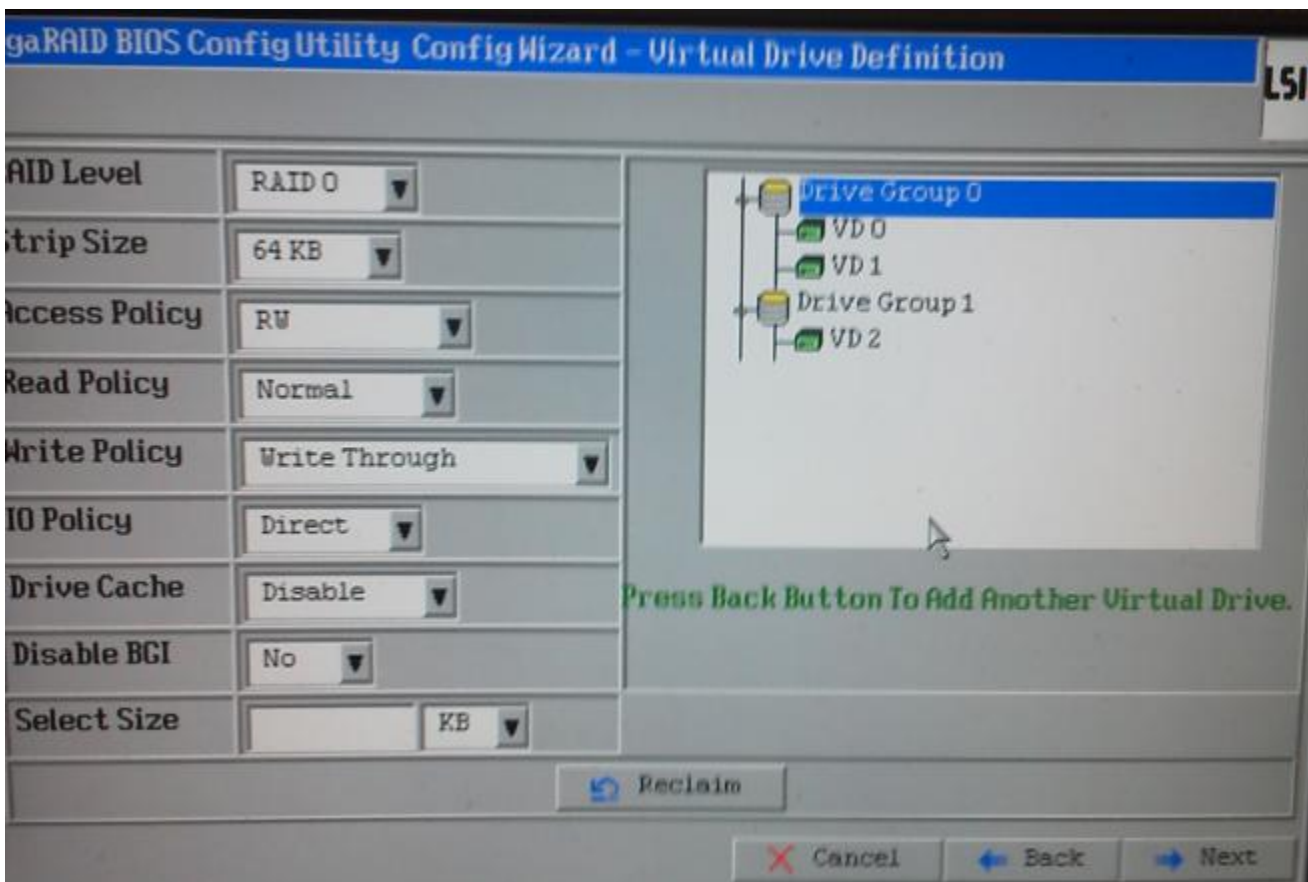 gaRAID BIOS Config Utility Config Wizard - Virtual Drive Definition
LSI
AID Level RAID 0
Strip Size 64 KB
Access Policy RW
Read Policy Normal
Write Policy Write Through
IO Policy Direct
Drive Cache Disable
Disable BGI No
Select Size KB
Drive Group 0
VD 0
VD 1
Drive Group 1
VD 2
Press Back Button To Add Another Virtual Drive.
Reclaim
Cancel Back Next